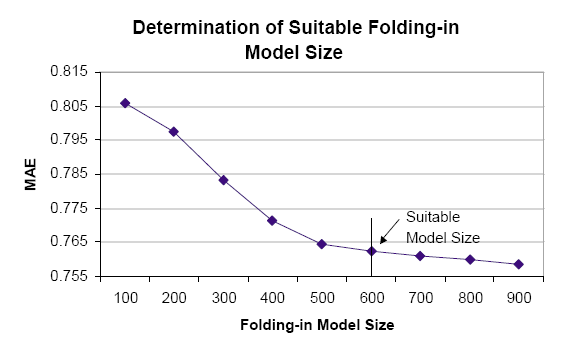 Determination of Suitable Folding-in
Model Size
0.815
0.805
0.795
0.785
0.775
0.765
0.755
MAE
Suitable
Model Size
100 200 300 400 500 600 700 800 900
Folding-in Model Size